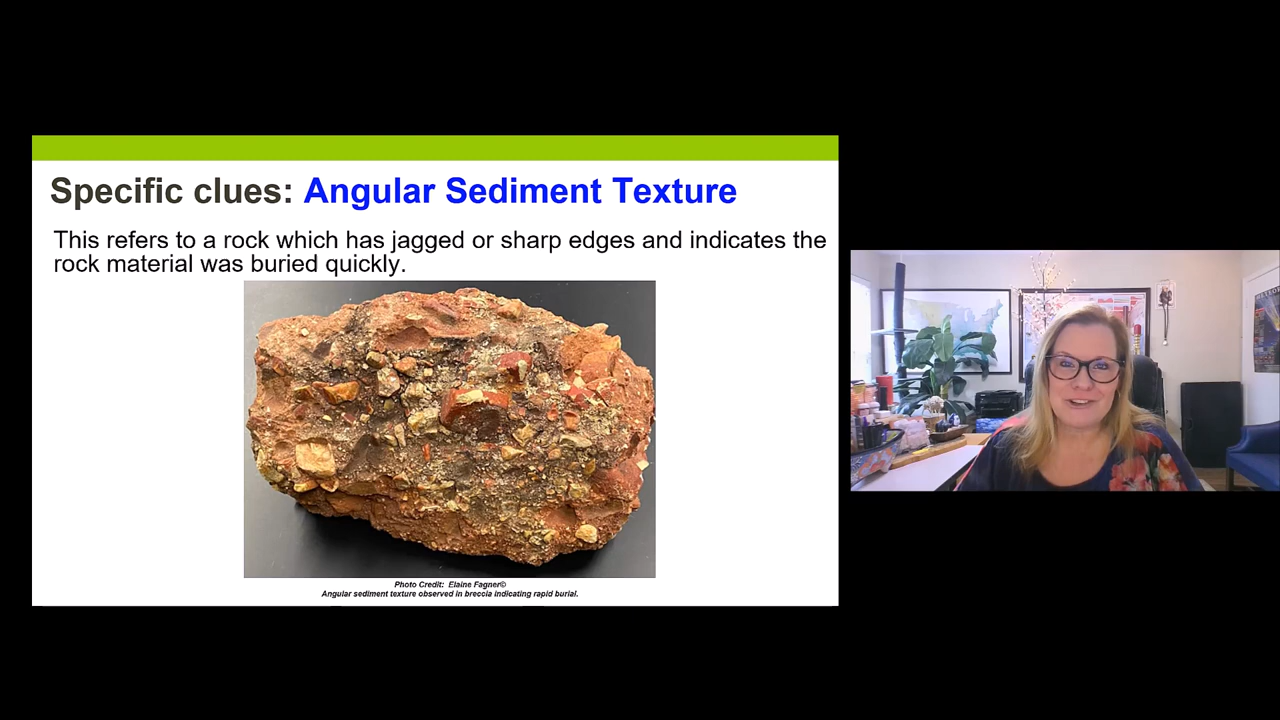 Specific clues: Angular Sediment Texture
This refers to a rock which has jagged or sharp edges and indicates the
rock material was buried quickly.
Photo Credit: Elaine Fagner©
Angular sediment texture observed in breccia indicating rapid burial.